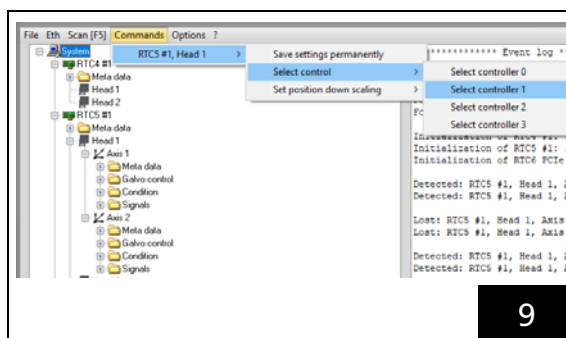 File Eth Scan [F5] Commands Options ?
System
RTC4 #1
Meta data
Head 1
Head 2
RTC5 #1
Meta data
Head 1
Axis 1
Meta data
Galvo control
Condition
Signals
Axis 2
Meta data
Galvo control
Condition
Signals
RTC5 #1, Head 1
Save settings permanently
Select control
Set position down scaling
Select controller 0
Select controller 1
Select controller 2
Select controller 3
************ Event log *
Initialization of RTC5 #1:
Initialization of RTC6 PCIe
Detected: RTC5 #1, Head 1,
Detected: RTC5 #1, Head 1,
Lost: RTC5 #1, Head 1, Axis
Lost: RTC5 #1, Head 1, Axis
Detected: RTC5 #1, Head 1,
Detected: RTC5 #1, Head 1,
9